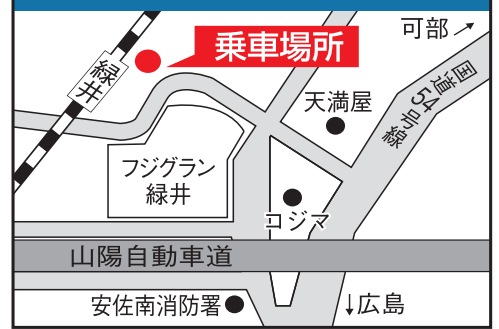 可部
乗車場所
緑井
国道54号線
天満屋
フジグラン
緑井
コジマ
山陽自動車道
安佐南消防署
↓広島